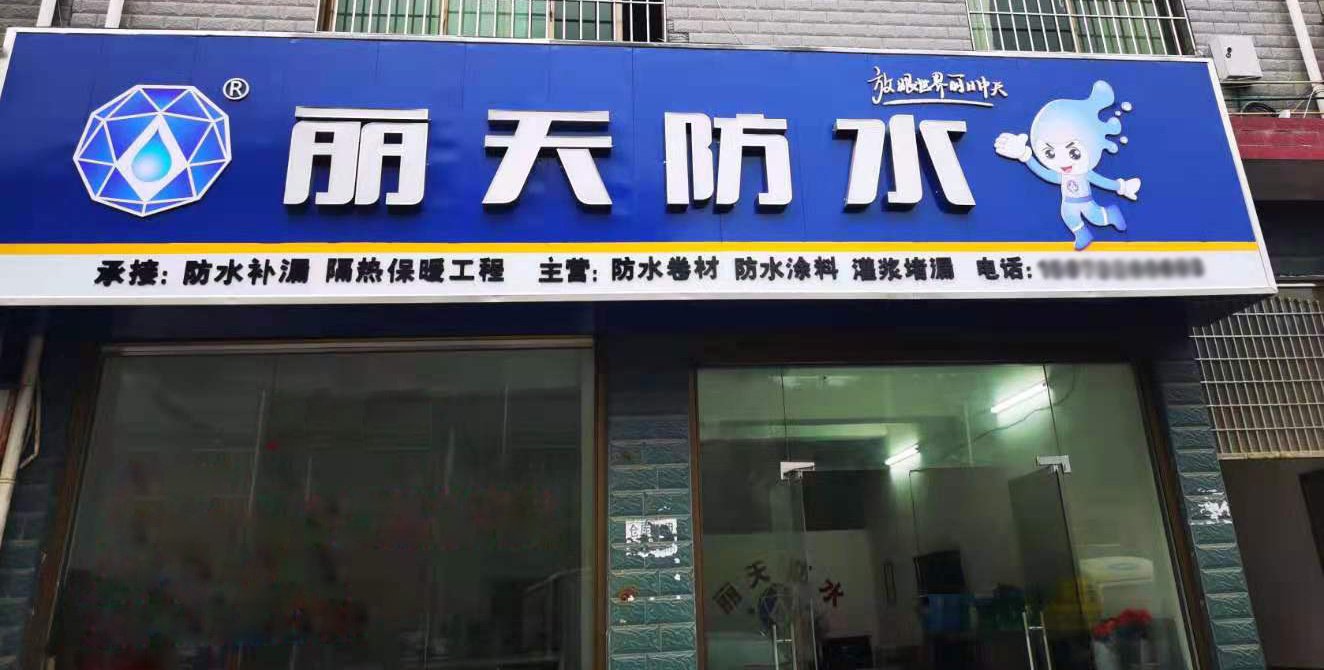 放眼世界丽日中天
®
丽天防水
承接：防水补漏 隔热保暖工程 主营：防水卷材 防水涂料 灌浆堵漏 电话：
丽天防水